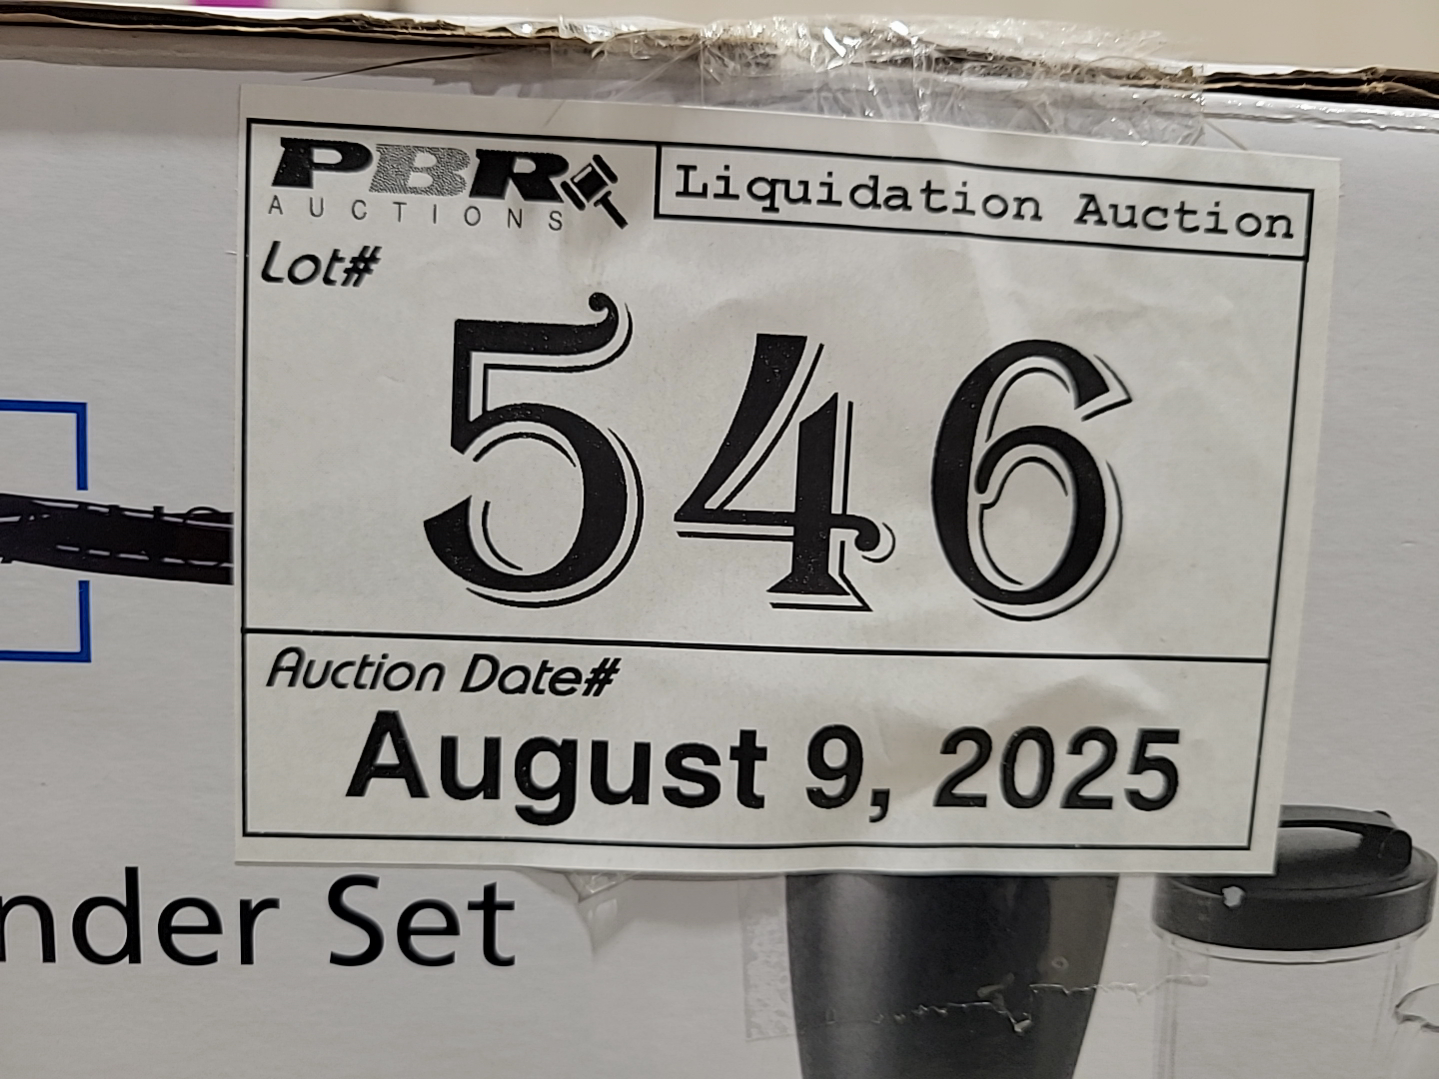 PBR
AUCTIONS
Liquidation Auction
Lot#
546
Auction Date#
August 9, 2025
nder Set